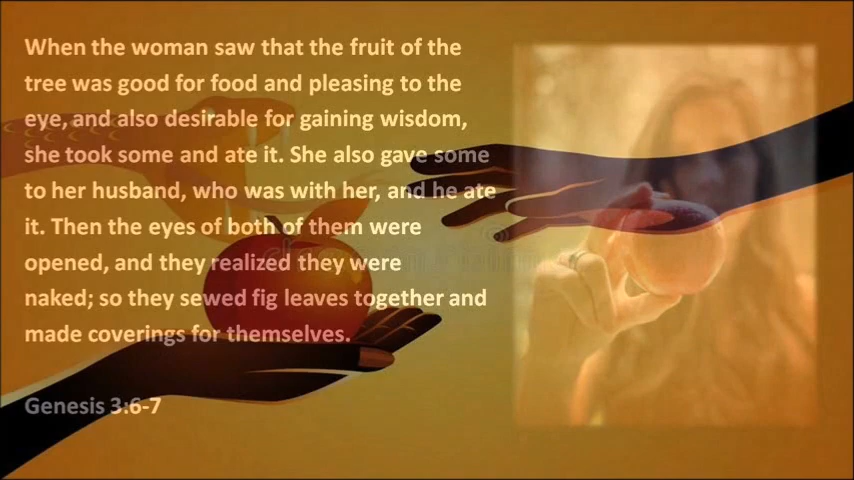 When the woman saw that the fruit of the
tree was good for food and pleasing to the
eye, and also desirable for gaining wisdom,
she took some and ate it. She also gave some
to her husband, who was with her, and he ate
it. Then the eyes of both of them were
opened, and they realized they were
naked; so they sewed fig leaves together and
made coverings for themselves.
Genesis 3:6-7